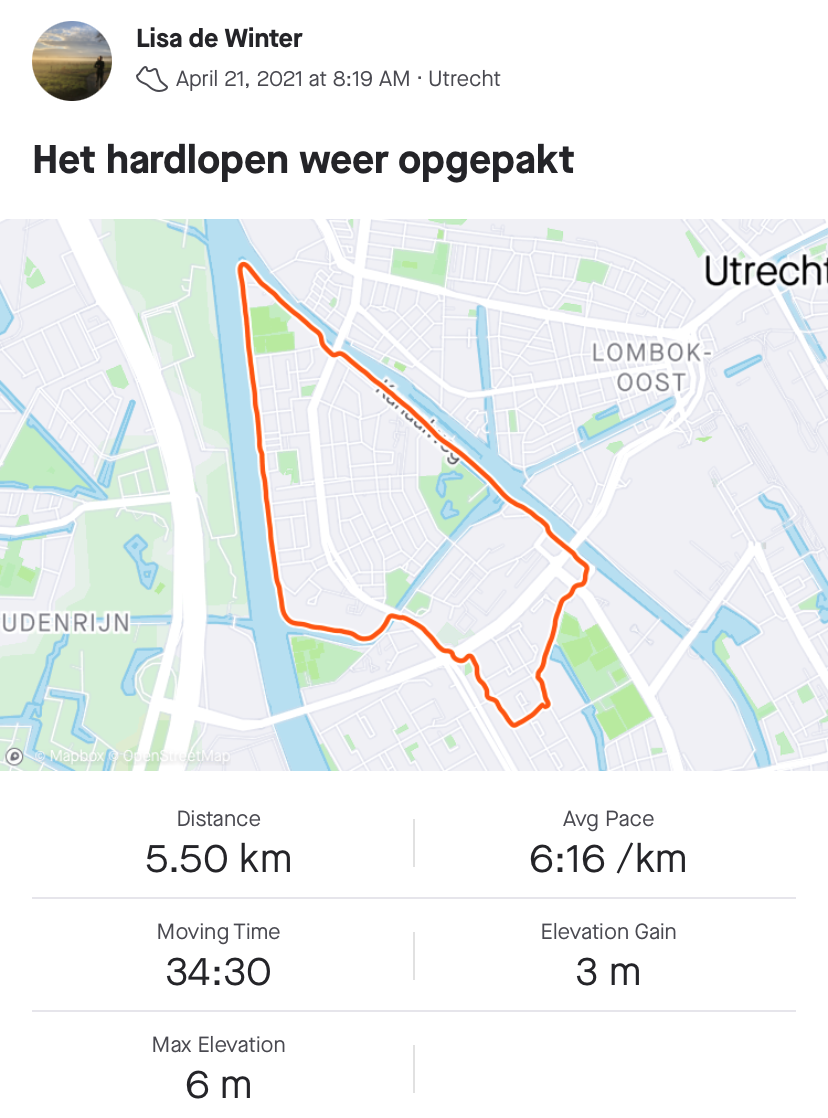 Lisa de Winter
April 21, 2021 at 8:19 AM · Utrecht
Het hardlopen weer opgepakt
Utrecht
LOMBOK-
OOST
UDENRIJN
© Mapbox © OpenStreetMap
Distance
5.50 km
Avg Pace
6:16 /km
Moving Time
34:30
Elevation Gain
3 m
Max Elevation
6 m